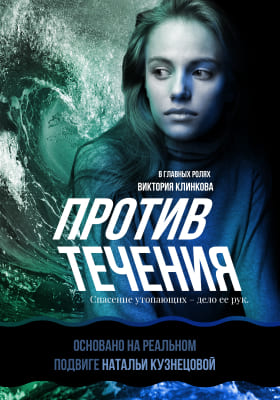 В ГЛАВНЫХ РОЛЯХ
ВИКТОРИЯ КЛИНКОВА
ПРОТИВ
ТЕЧЕНИЯ
Спасение утопающих – дело ее рук.
ОСНОВАНО НА РЕАЛЬНОМ
ПОДВИГЕ НАТАЛЬИ КУЗНЕЦОВОЙ